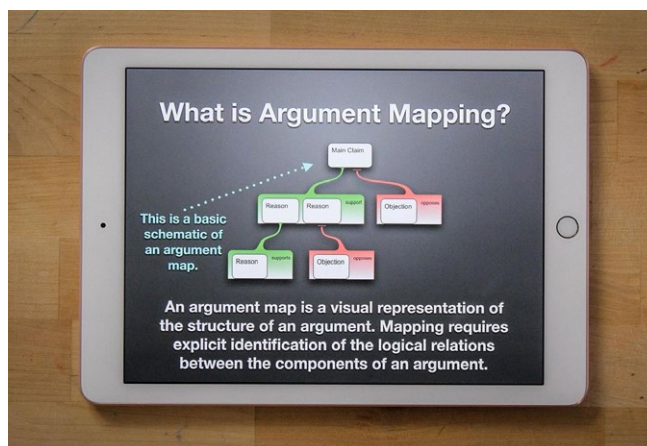 What is Argument Mapping?
Main Claim
Reason
Reason
support
Objection
opposes
This is a basic
schematic of
an argument
map.
Reason
supports
Objection
opposes
An argument map is a visual representation of
the structure of an argument. Mapping requires
explicit identification of the logical relations
between the components of an argument.